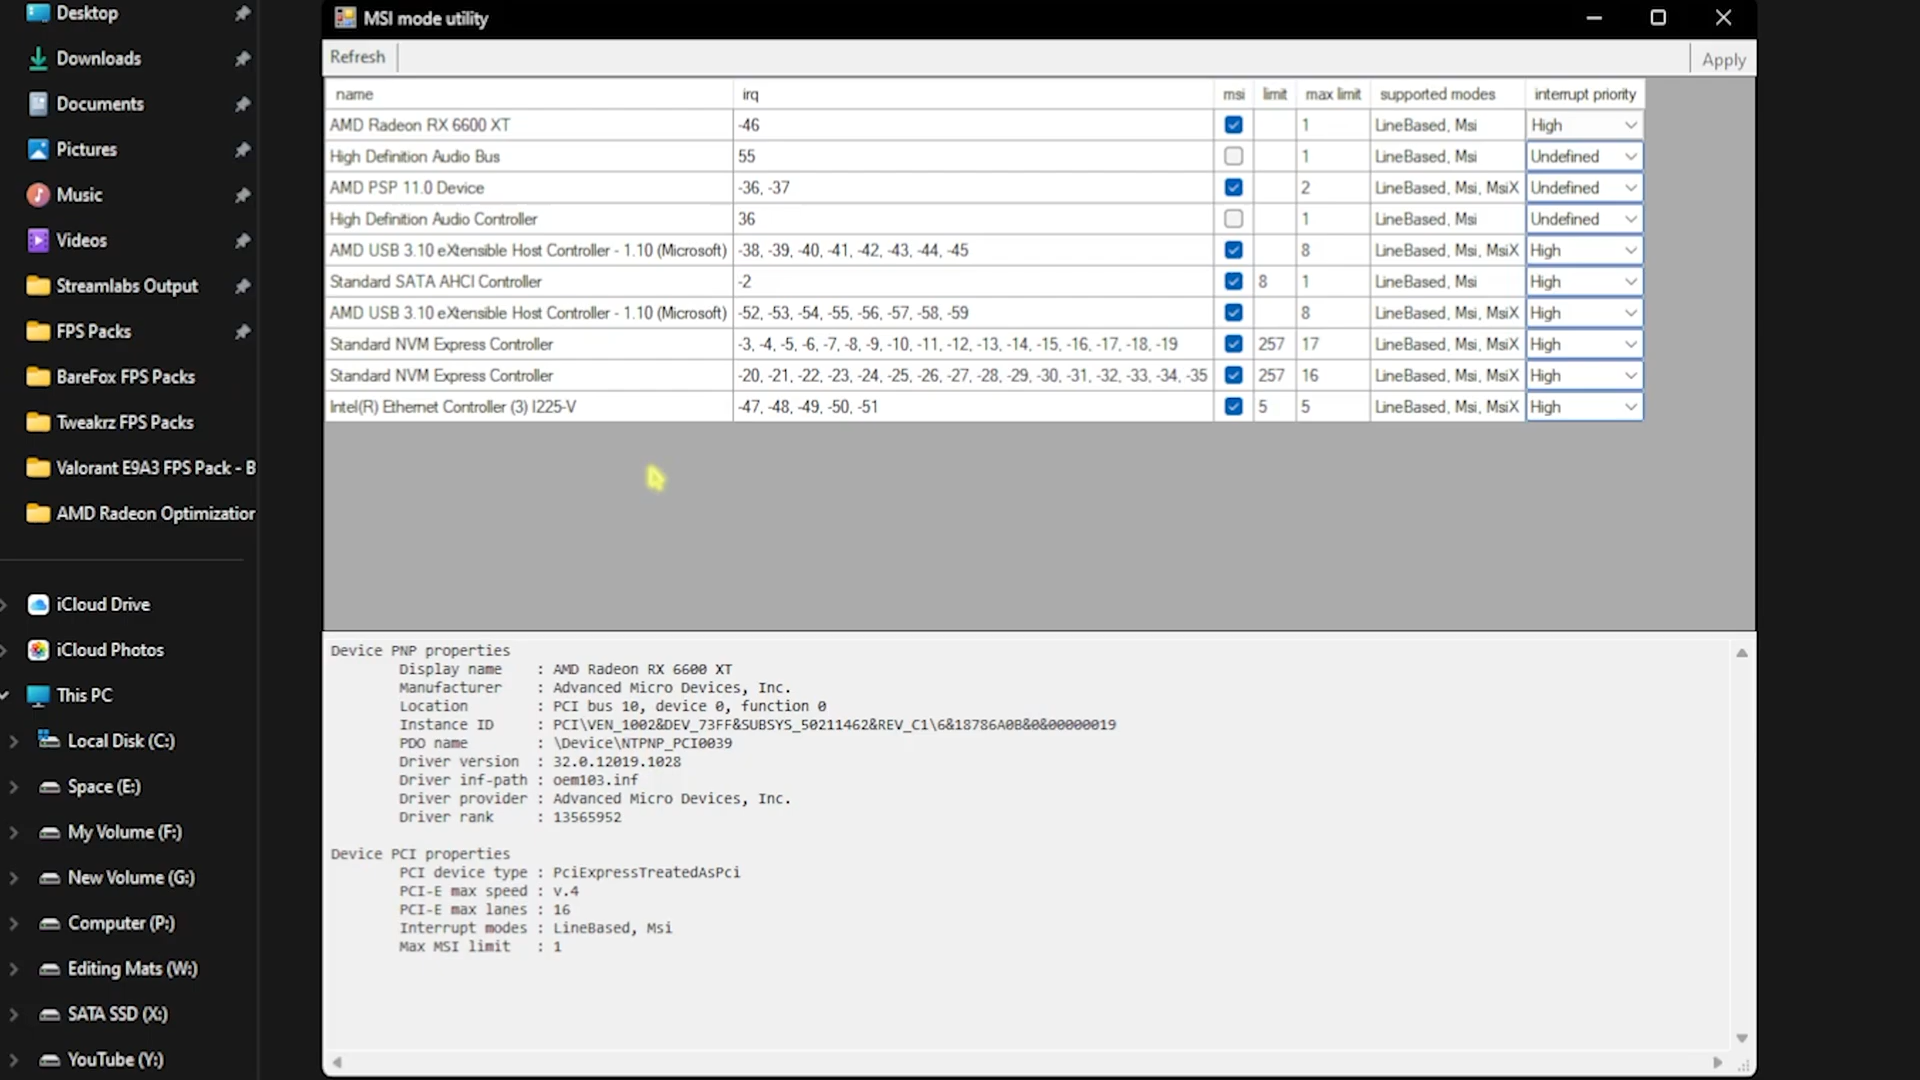 Desktop
Downloads
Documents
Pictures
Music
Videos
Streamlabs Output
FPS Packs
BareFox FPS Packs
Tweakrz FPS Packs
Valorant E9A3 FPS Pack - B
AMD Radeon Optimization
iCloud Drive
iCloud Photos
This PC
Local Disk (C:)
Space (E:)
My Volume (F:)
New Volume (G:)
Computer (P:)
Editing Mats (W:)
SATA SSD (X:)
YouTube (Y:)
MSI mode utility
Refresh
Apply
name irq msi limit max limit supported modes interrupt priority
AMD Radeon RX 6600 XT -46 1 LineBased, Msi High
High Definition Audio Bus 55 1 LineBased, Msi Undefined
AMD PSP 11.0 Device -36, -37 2 LineBased, Msi, MsiX Undefined
High Definition Audio Controller 36 1 LineBased, Msi Undefined
AMD USB 3.10 eXtensible Host Controller - 1.10 (Microsoft) -38, -39, -40, -41, -42, -43, -44, -45 8 LineBased, Msi, MsiX High
Standard SATA AHCI Controller -2 8 1 LineBased, Msi High
AMD USB 3.10 eXtensible Host Controller - 1.10 (Microsoft) -52, -53, -54, -55, -56, -57, -58, -59 8 LineBased, Msi, MsiX High
Standard NVM Express Controller -3, -4, -5, -6, -7, -8, -9, -10, -11, -12, -13, -14, -15, -16, -17, -18, -19 257 17 LineBased, Msi, MsiX High
Standard NVM Express Controller -20, -21, -22, -23, -24, -25, -26, -27, -28, -29, -30, -31, -32, -33, -34, -35 257 16 LineBased, Msi, MsiX High
Intel(R) Ethernet Controller (3) I225-V -47, -48, -49, -50, -51 5 5 LineBased, Msi, MsiX High
Device PNP properties
Display name : AMD Radeon RX 6600 XT
Manufacturer : Advanced Micro Devices, Inc.
Location : PCI bus 10, device 0, function 0
Instance ID : PCI\VEN_1002&DEV_73FF&SUBSYS_50211462&REV_C1\6&18786A0B&0&00000019
PDO name : \Device\NTPNP_PCI0039
Driver version : 32.0.12019.1028
Driver inf-path : oem103.inf
Driver provider : Advanced Micro Devices, Inc.
Driver rank : 13565952
Device PCI properties
PCI device type : PciExpressTreatedAsPci
PCI-E max speed : v.4
PCI-E max lanes : 16
Interrupt modes : LineBased, Msi
Max MSI limit : 1